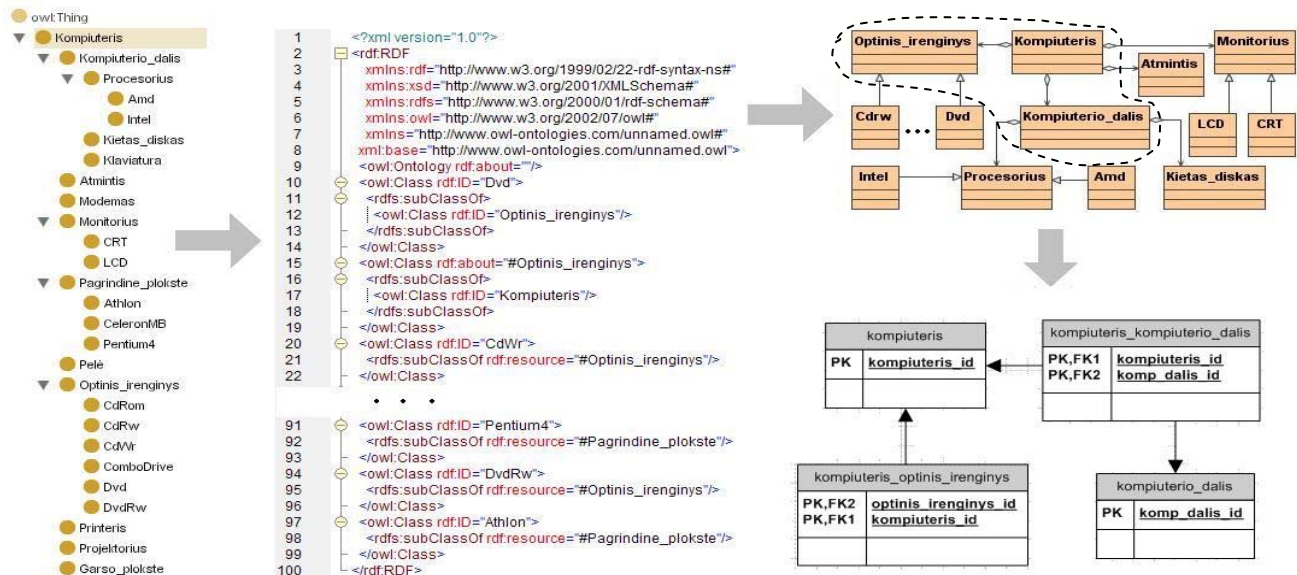 owl:Thing
Kompiuteris
Kompiuterio_dalis
Procesorius
Amd
Intel
Kietas_diskas
Klaviatura
Atmintis
Modemas
Monitorius
CRT
LCD
Pagrindine_plokste
Athlon
CeleronMB
Pentium4
Pelė
Optinis_irenginys
CdRom
CdRw
CdWr
ComboDrive
Dvd
DvdRw
Printeris
Projektorius
Garso_plokste
1 <?xml version="1.0"?>
2 <rdf:RDF
3 xmlns:rdf="http://www.w3.org/1999/02/22-rdf-syntax-ns#"
4 xmlns:xsd="http://www.w3.org/2001/XMLSchema#"
5 xmlns:rdfs="http://www.w3.org/2000/01/rdf-schema#"
6 xmlns:owl="http://www.w3.org/2002/07/owl#"
7 xmlns="http://www.owl-ontologies.com/unnamed.owl#"
8 xml:base="http://www.owl-ontologies.com/unnamed.owl">
9 <owl:Ontology rdf:about=""/>
10 <owl:Class rdf:ID="Dvd">
11 <rdfs:subClassOf>
12 <owl:Class rdf:ID="Optinis_irenginys"/>
13 </rdfs:subClassOf>
14 </owl:Class>
15 <owl:Class rdf:about="#Optinis_irenginys">
16 <rdfs:subClassOf>
17 <owl:Class rdf:ID="Kompiuteris"/>
18 </rdfs:subClassOf>
19 </owl:Class>
20 <owl:Class rdf:ID="CdWr">
21 <rdfs:subClassOf rdf:resource="#Optinis_irenginys"/>
22 </owl:Class>
• • •
91 <owl:Class rdf:ID="Pentium4">
92 <rdfs:subClassOf rdf:resource="#Pagrindine_plokste"/>
93 </owl:Class>
94 <owl:Class rdf:ID="DvdRw">
95 <rdfs:subClassOf rdf:resource="#Optinis_irenginys"/>
96 </owl:Class>
97 <owl:Class rdf:ID="Athlon">
98 <rdfs:subClassOf rdf:resource="#Pagrindine_plokste"/>
99 </owl:Class>
100 </rdf:RDF>
Optinis_irenginys
Kompiuteris
Monitorius
Atmintis
Cdrw
• • •
Dvd
Kompiuterio_dalis
LCD
CRT
Intel
Procesorius
Amd
Kietas_diskas
kompiuteris
PK kompiuteris_id
kompiuteris_kompiuterio_dalis
PK,FK1 kompiuteris_id
PK,FK2 komp_dalis_id
kompiuteris_optinis_irenginys
PK,FK2 optinis_irenginys_id
PK,FK1 kompiuteris_id
kompiuterio_dalis
PK komp_dalis_id